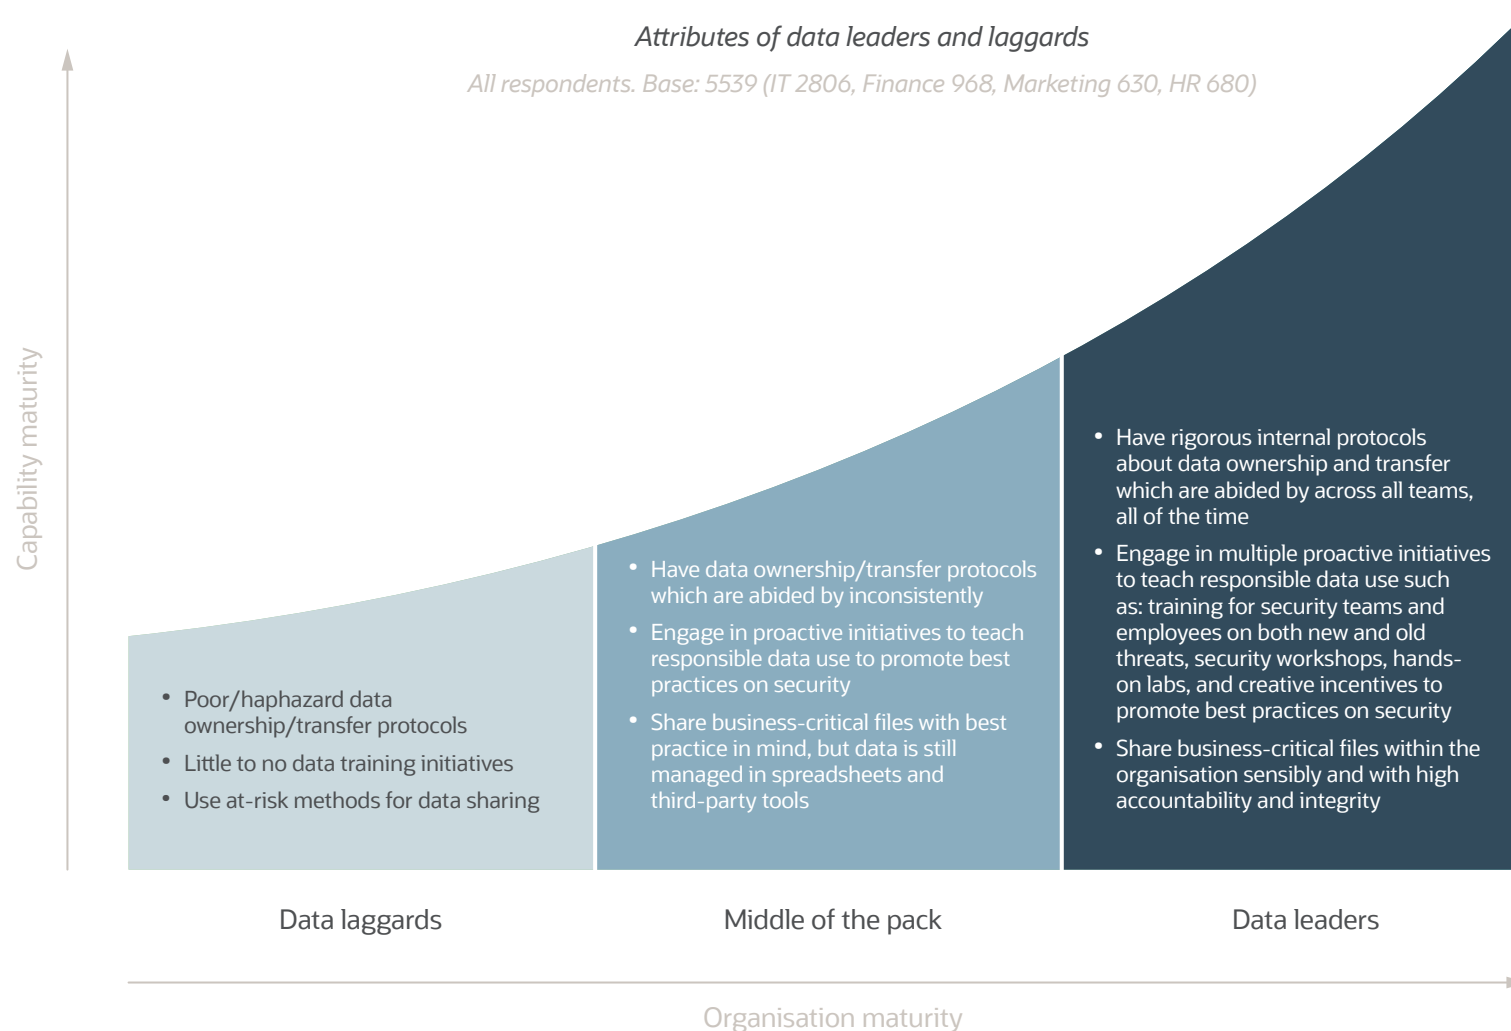 Attributes of data leaders and laggards
All respondents. Base: 5539 (IT 2806, Finance 968, Marketing 630, HR 680)
Capability maturity
• Poor/haphazard data
ownership/transfer protocols
• Little to no data training initiatives
• Use at-risk methods for data sharing
• Have data ownership/transfer protocols
which are abided by inconsistently
• Engage in proactive initiatives to teach
responsible data use to promote best
practices on security
• Share business-critical files with best
practice in mind, but data is still
managed in spreadsheets and
third-party tools
• Have rigorous internal protocols
about data ownership and transfer
which are abided by across all teams,
all of the time
• Engage in multiple proactive initiatives
to teach responsible data use such
as: training for security teams and
employees on both new and old
threats, security workshops, hands-
on labs, and creative incentives to
promote best practices on security
• Share business-critical files within the
organisation sensibly and with high
accountability and integrity
Data laggards
Middle of the pack
Data leaders
Organisation maturity